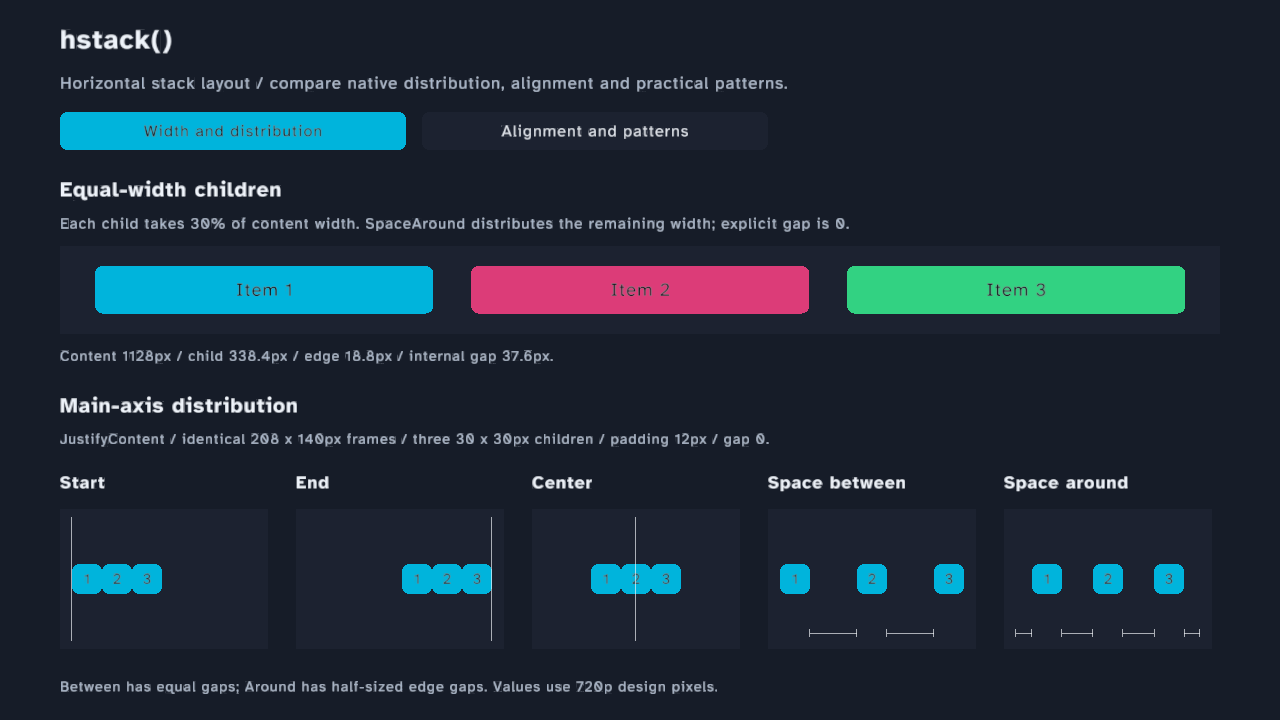 hstack()
Horizontal stack layout / compare native distribution, alignment and practical patterns.
Width and distribution
Alignment and patterns
Equal-width children
Each child takes 30% of content width. SpaceAround distributes the remaining width; explicit gap is 0.
Item 1
Item 2
Item 3
Content 1128px / child 338.4px / edge 18.8px / internal gap 37.6px.
Main-axis distribution
JustifyContent / identical 208 x 140px frames / three 30 x 30px children / padding 12px / gap 0.
Start
End
Center
Space between
Space around
1 2 3
1 2 3
1 2 3
1 2 3
1 2 3
Between has equal gaps; Around has half-sized edge gaps. Values use 720p design pixels.